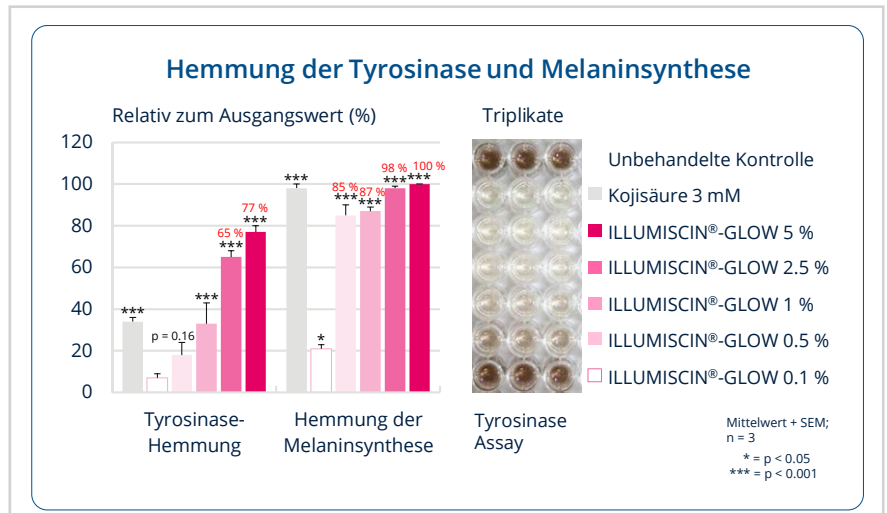 Hemmung der Tyrosinase und Melaninsynthese
Relativ zum Ausgangswert (%)
120
100
80
60
40
20
0
***
p = 0.16
***
65 %
***
77 %
***
***
*
85 %
***
87 %
***
98 %
***
100 %
***
Tyrosinase-
Hemmung
Hemmung der
Melaninsynthese
Triplikate
Tyrosinase
Assay
Unbehandelte Kontrolle
Kojisäure 3 mM
ILLUMISCIN®-GLOW 5 %
ILLUMISCIN®-GLOW 2.5 %
ILLUMISCIN®-GLOW 1 %
ILLUMISCIN®-GLOW 0.5 %
ILLUMISCIN®-GLOW 0.1 %
Mittelwert + SEM;
n = 3
* = p < 0.05
*** = p < 0.001